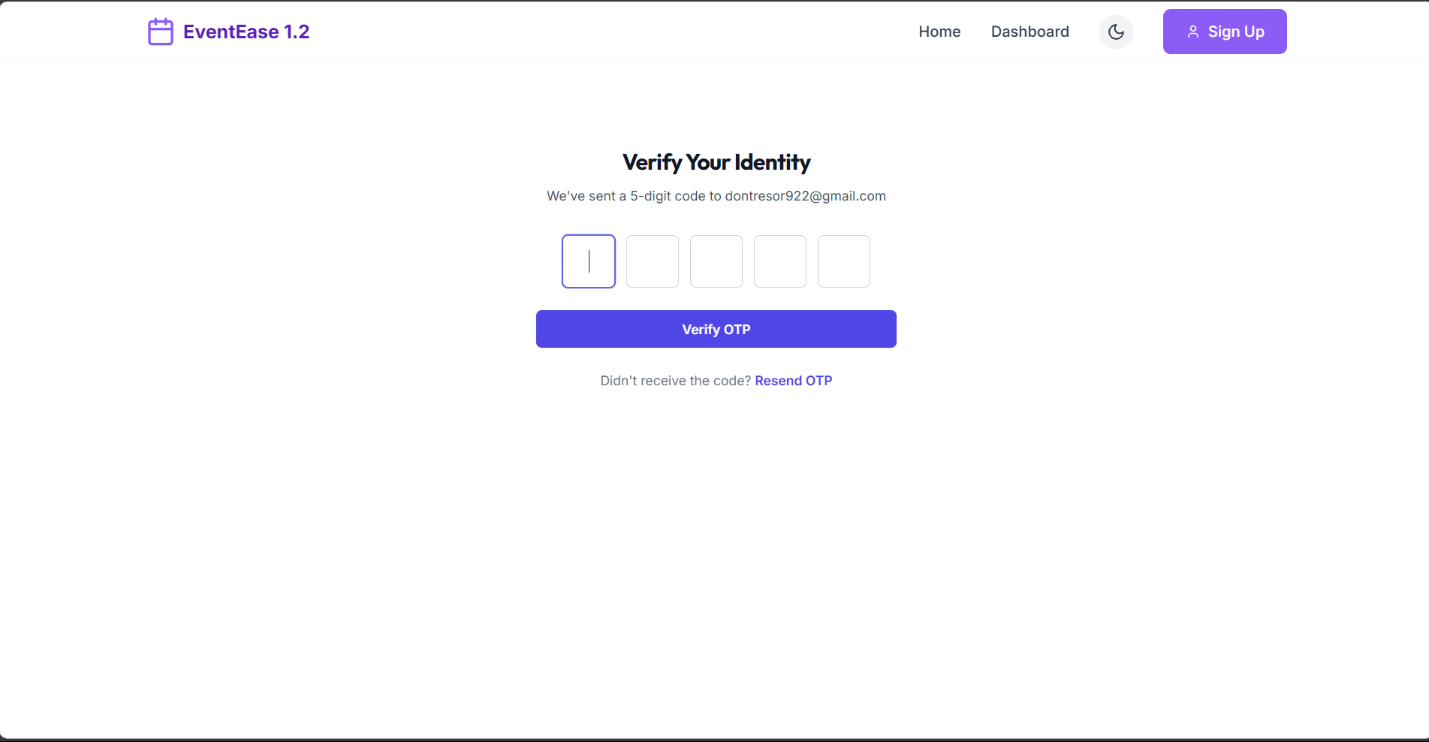 EventEase 1.2
Home
Dashboard
Sign Up
Verify Your Identity
We've sent a 5-digit code to dontresor922@gmail.com
Verify OTP
Didn't receive the code? Resend OTP